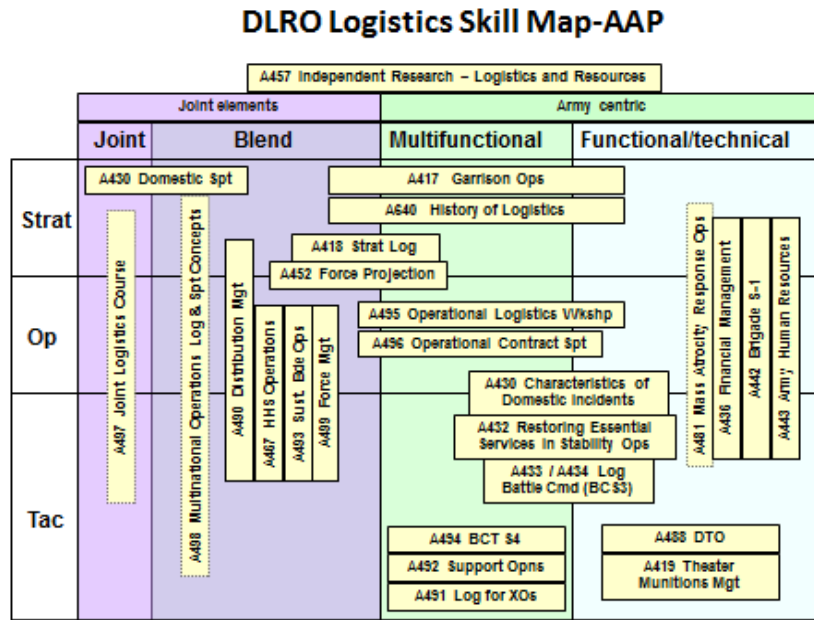 DLRO Logistics Skill Map-AAP
A457 Independent Research – Logistics and Resources
Joint elements
Army centric
Joint
Blend
Multifunctional
Functional/technical
Strat
Op
Tac
A430 Domestic Spt
A417 Garrison Ops
A640 History of Logistics
A418 Strat Log
A452 Force Projection
A495 Operational Logistics Wkshp
A496 Operational Contract Spt
A430 Characteristics of
Domestic Incidents
A432 Restoring Essential
Services in Stability Ops
A433 / A434 Log
Battle Cmd (BCS3)
A494 BCT S4
A492 Support Opns
A491 Log for XOs
A488 DTO
A419 Theater
Munitions Mgt
A497 Joint Logistics Course
A498 Multinational Operations Log & Spt Concepts
A490 Distribution Mgt
A467 HHS Operations
A493 Sust. Bde Ops
A499 Force Mgt
A481 Mass Atrocity Response Ops
A436 Financial Management
A442 Brigade S-1
A443 Army Human Resources